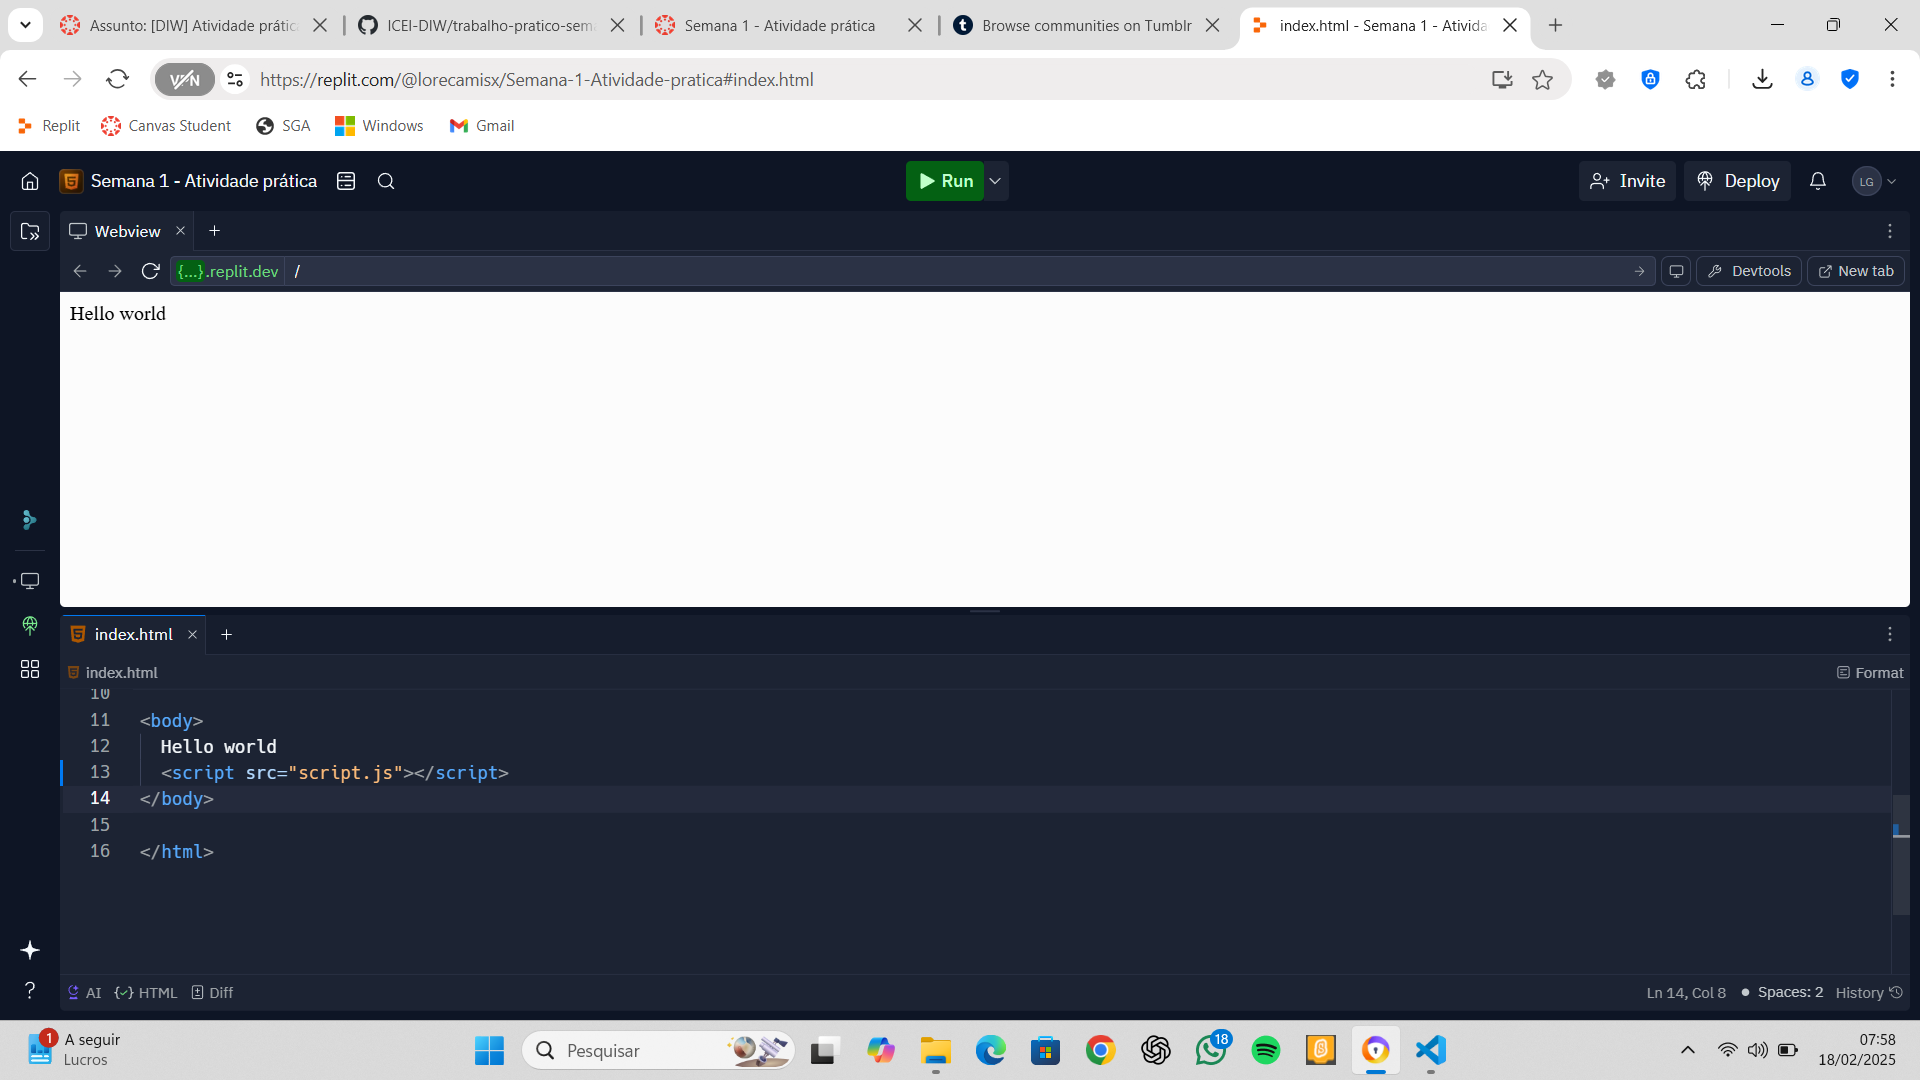 Assunto: [DIW] Atividade prátic
ICEI-DIW/trabalho-pratico-sema
Semana 1 - Atividade prática
Browse communities on Tumblr
index.html - Semana 1 - Ativida
VPN
https://replit.com/@lorecamisx/Semana-1-Atividade-pratica#index.html
Replit
Canvas Student
SGA
Windows
Gmail
Semana 1 - Atividade prática
Run
Invite
Deploy
LG
Webview
{...}.replit.dev
/
Devtools
New tab
Hello world
index.html
index.html
Format
10
11 <body>
12 Hello world
13 <script src="script.js"></script>
14 </body>
15
16 </html>
AI
HTML
Diff
Ln 14, Col 8
Spaces: 2
History
1
A seguir
Lucros
Pesquisar
18
07:58
18/02/2025